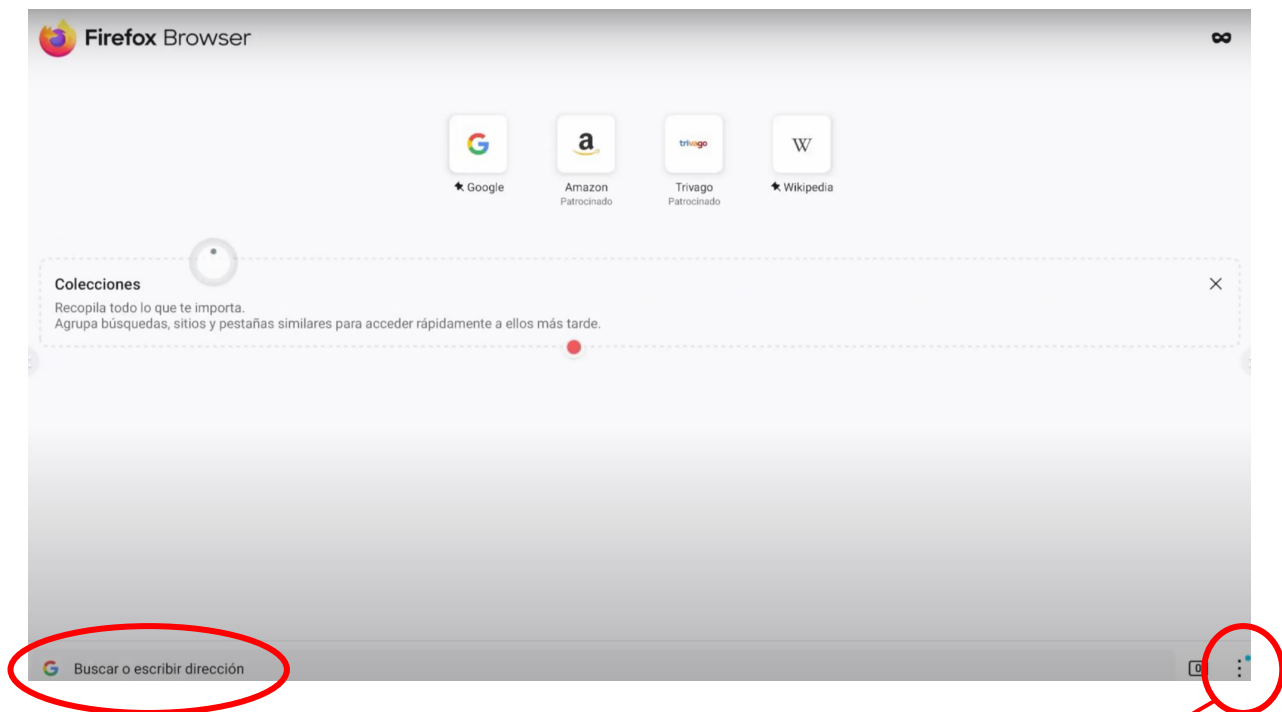 Firefox Browser
Google
Amazon
Patrocinado
trivago
Trivago
Patrocinado
W
Wikipedia
Colecciones
Recopila todo lo que te importa.
Agrupa búsquedas, sitios y pestañas similares para acceder rápidamente a ellos más tarde.
Buscar o escribir dirección
0